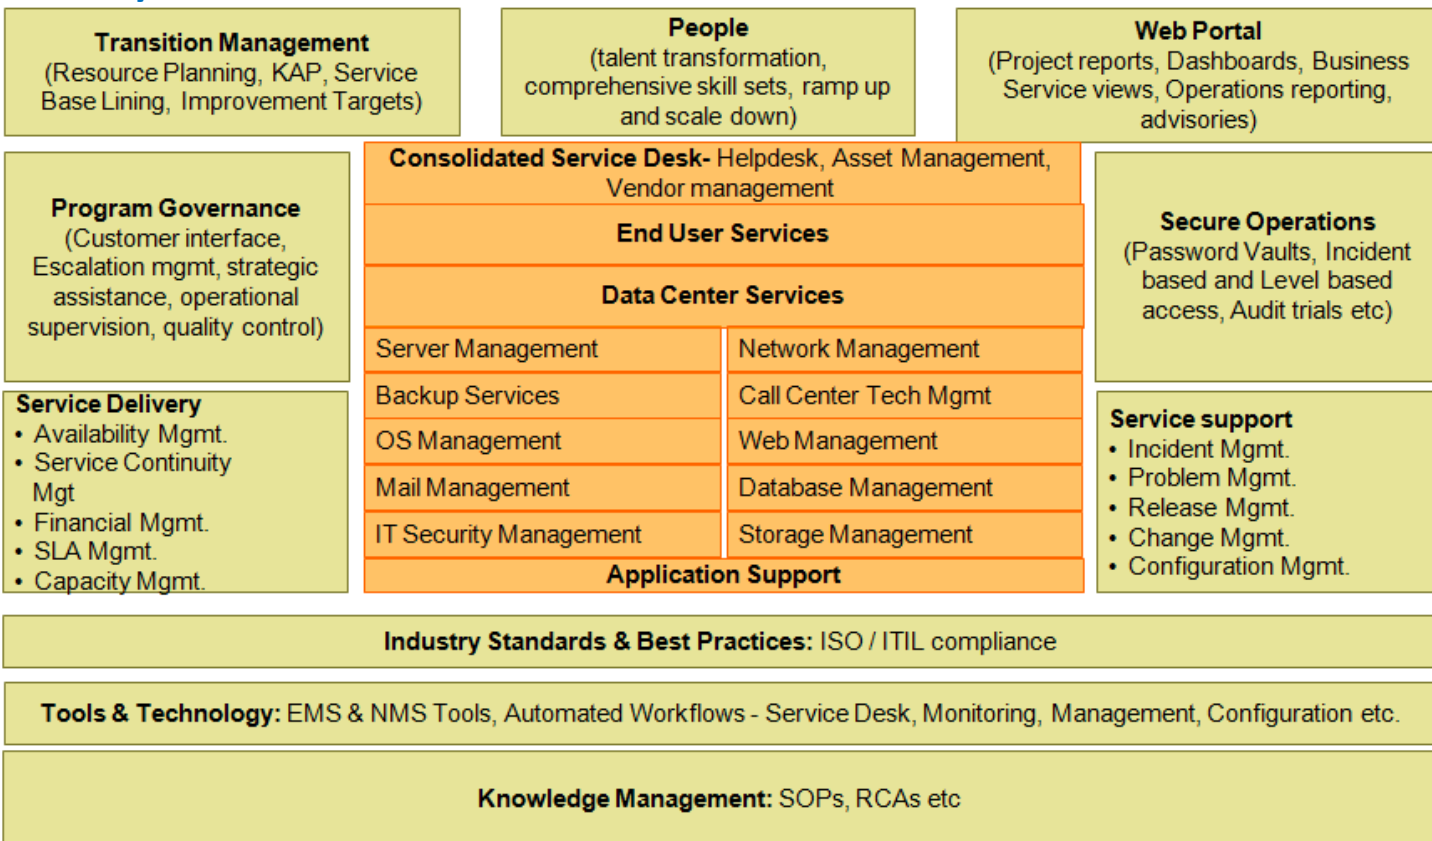 Transition Management
(Resource Planning, KAP, Service
Base Lining, Improvement Targets)
People
(talent transformation,
comprehensive skill sets, ramp up
and scale down)
Web Portal
(Project reports, Dashboards, Business
Service views, Operations reporting,
advisories)
Program Governance
(Customer interface,
Escalation mgmt, strategic
assistance, operational
supervision, quality control)
Consolidated Service Desk- Helpdesk, Asset Management,
Vendor management
End User Services
Data Center Services
Server Management
Network Management
Backup Services
Call Center Tech Mgmt
OS Management
Web Management
Mail Management
Database Management
IT Security Management
Storage Management
Application Support
Secure Operations
(Password Vaults, Incident
based and Level based
access, Audit trials etc)
Service Delivery
• Availability Mgmt.
• Service Continuity
Mgt
• Financial Mgmt.
• SLA Mgmt.
• Capacity Mgmt.
Service support
• Incident Mgmt.
• Problem Mgmt.
• Release Mgmt.
• Change Mgmt.
• Configuration Mgmt.
Industry Standards & Best Practices: ISO / ITIL compliance
Tools & Technology: EMS & NMS Tools, Automated Workflows - Service Desk, Monitoring, Management, Configuration etc.
Knowledge Management: SOPs, RCAs etc